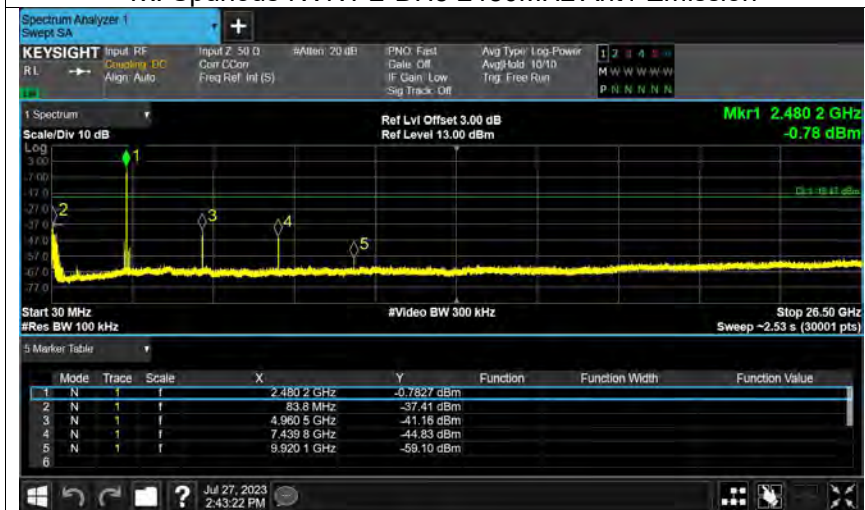 Spectrum Analyzer 1
Swept SA
KEYSIGHT Input: RF Input Z: 50 Ω #Atten: 20 dB PNO: Fast Avg Type: Log-Power 1 2 3 4 5 6
RL Coupling: DC Corr CCorr Gate: Off Avg|Hold: 10/10 M W W W W W
Align: Auto Freq Ref: Int (S) IF Gain: Low Trig: Free Run
Sig Track: Off P N N N N N
1 Spectrum Ref Lvl Offset 3.00 dB Mkr1 2.480 2 GHz
Scale/Div 10 dB Ref Level 13.00 dBm -0.78 dBm
Log
3.00
-7.00
-17.0
-27.0
-37.0
-47.0
-57.0
-67.0
-77.0
1
2
3
4
5
Start 30 MHz #Video BW 300 kHz Stop 26.50 GHz
#Res BW 100 kHz Sweep ~2.53 s (30001 pts)
5 Marker Table
Mode Trace Scale X Y Function Function Width Function Value
1 N 1 f 2.480 2 GHz -0.7827 dBm
2 N 1 f 83.8 MHz -37.41 dBm
3 N 1 f 4.960 5 GHz -41.16 dBm
4 N 1 f 7.439 8 GHz -44.83 dBm
5 N 1 f 9.920 1 GHz -59.10 dBm
6
Jul 27, 2023
2:43:22 PM